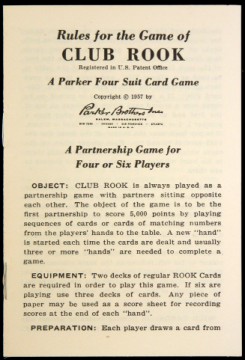 Rules for the Game of
CLUB ROOK
Registered in U.S. Patent Office
A Parker Four Suit Card Game
Copyright © 1957 by
Parker Brothers Inc
SALEM, MASSACHUSETTS
NEW YORK
A Partnership Game for
Four or Six Players
OBJECT: CLUB ROOK is always played as a
partnership game with partners sitting opposite
each other. The object of the game is to be the
first partnership to score 5,000 points by playing
sequences of cards or cards of matching numbers
from the players' hands to the table. A new "hand"
is started each time the cards are dealt and usually
three or more "hands" are needed to complete a
game.
EQUIPMENT: Two decks of regular ROOK Cards
are required in order to play this game. If six are
playing use three decks of cards. Any piece of
paper may be used as a score sheet for recording
scores at the end of each "hand".
PREPARATION: Each player draws a card from